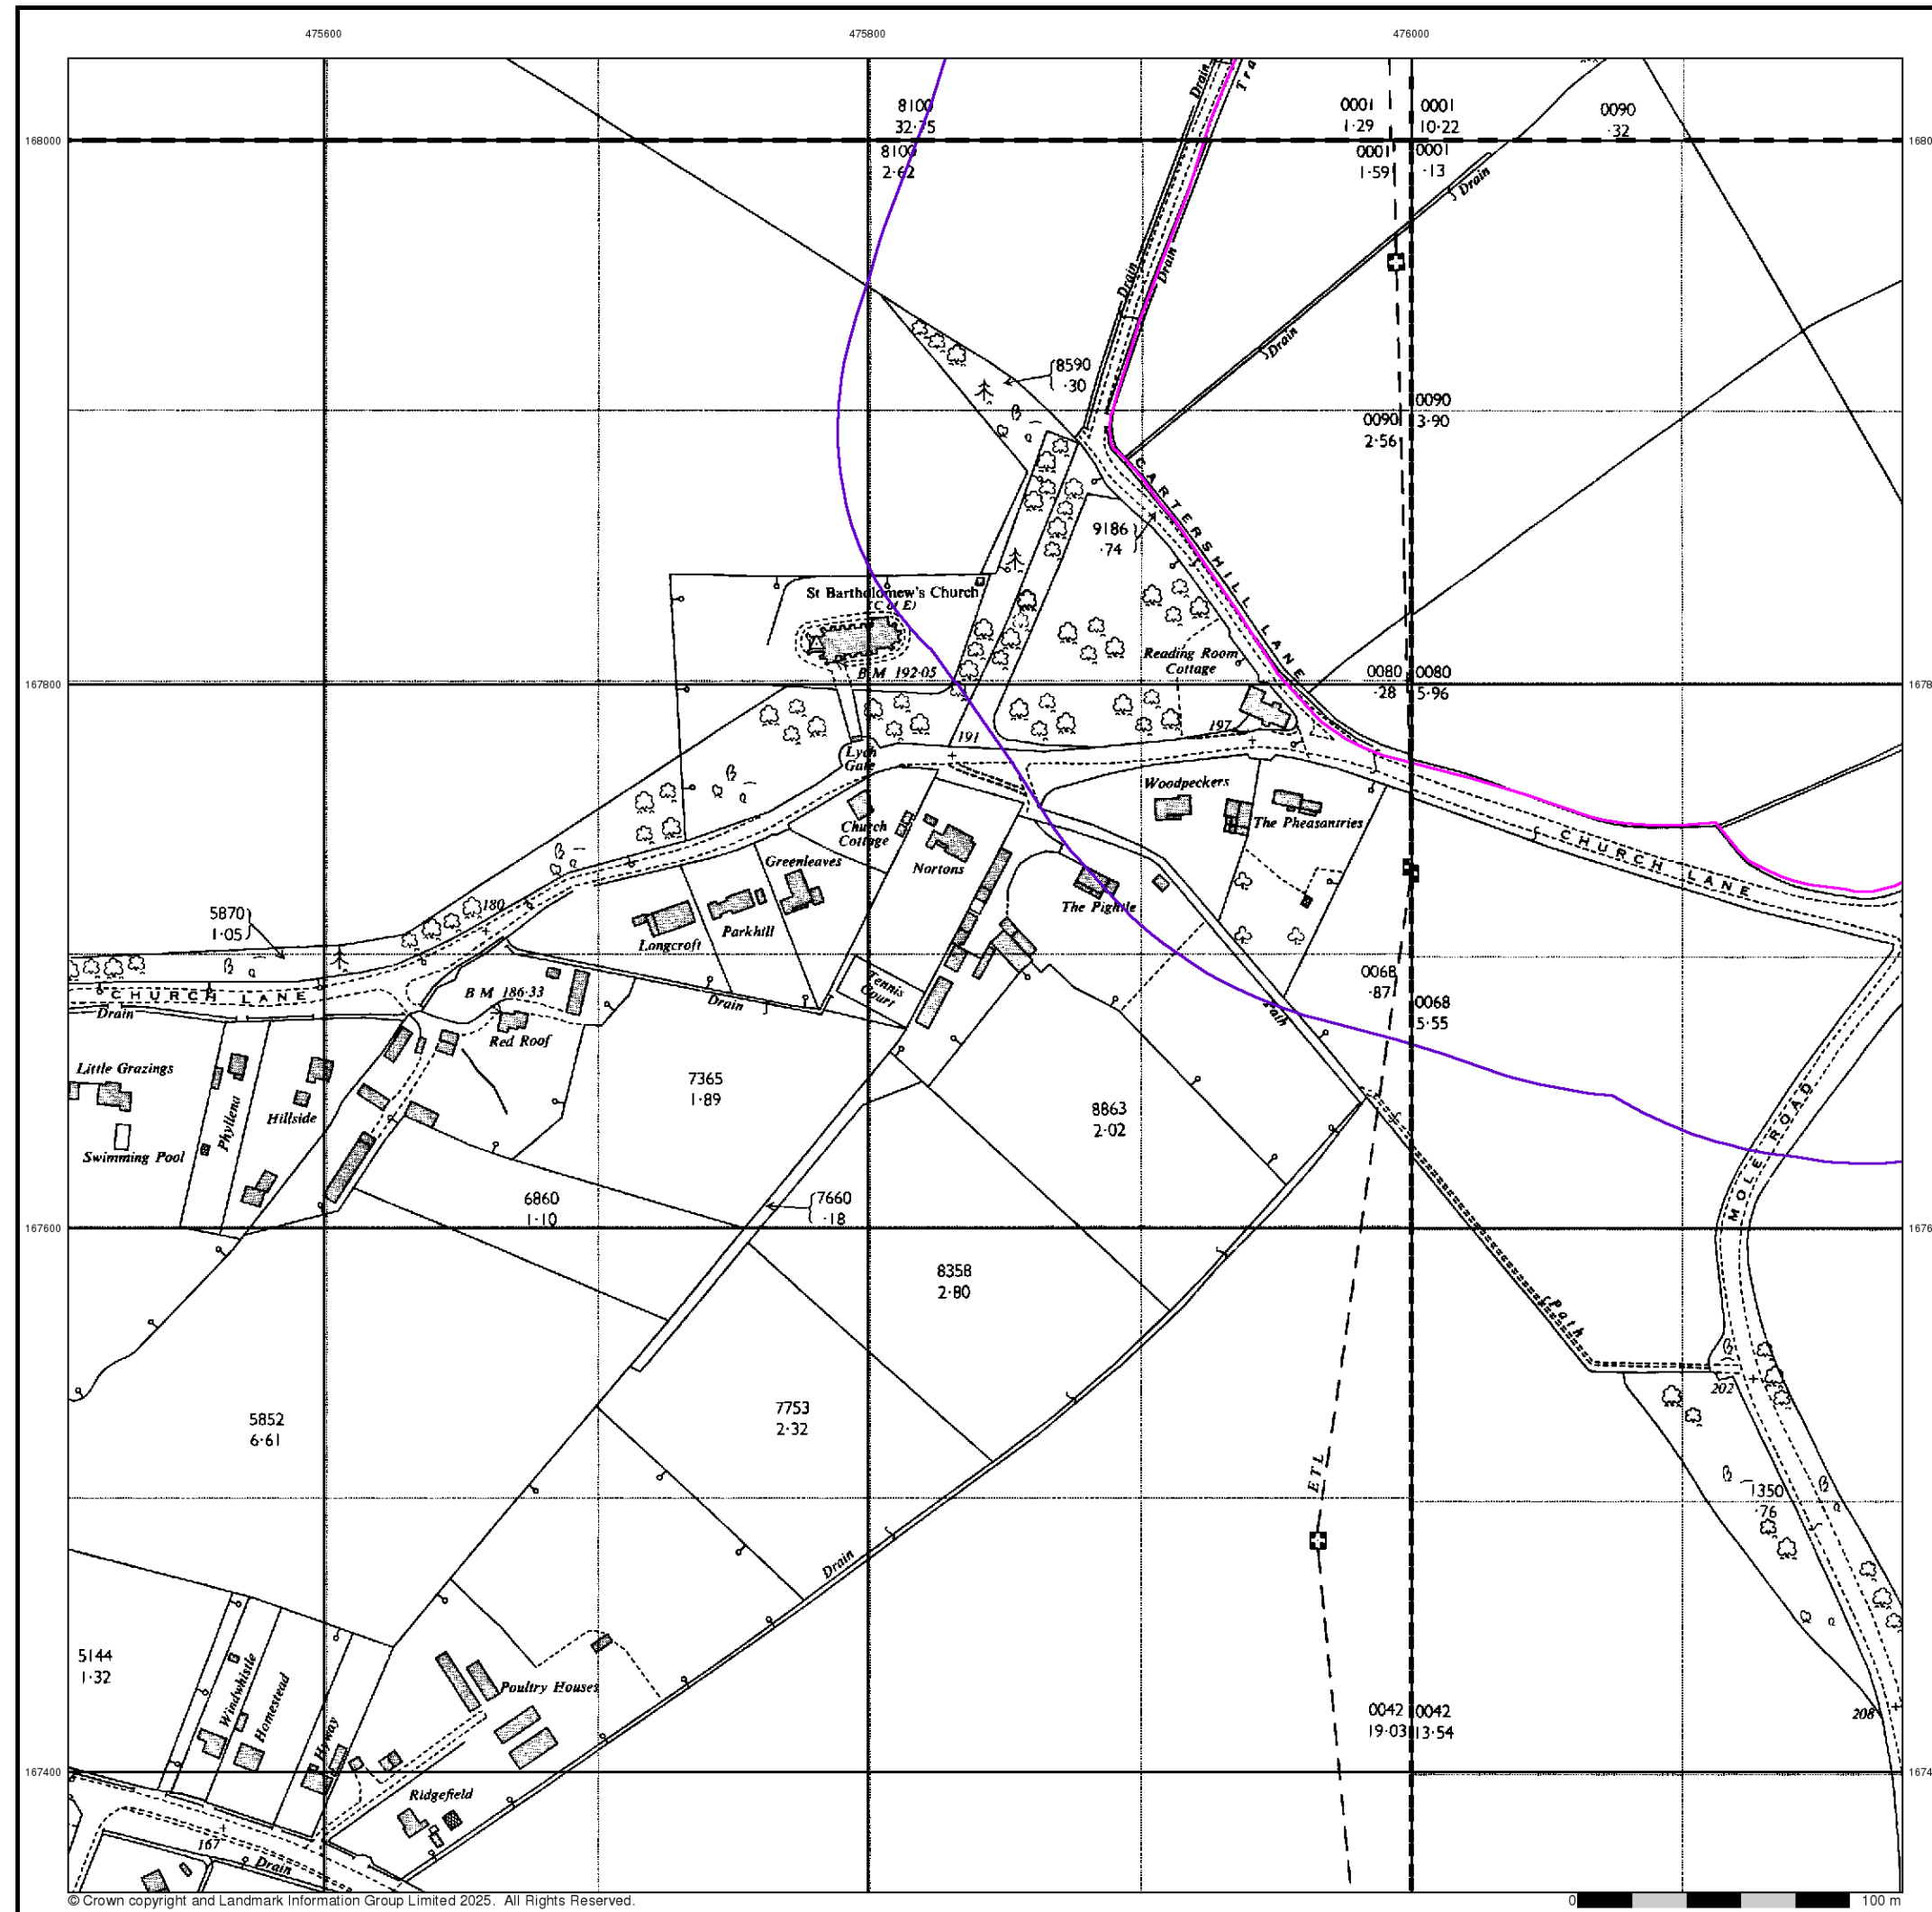 475600
475800
476000
168000
8100
32·75
8100
2·62
Drain
Tra
0001
1·29
0001
10·22
0090
·32
0001
1·59
0001
·13
Drain
Drain
Drain
Drain
8590
·30
0090
2·56
0090
3·90
CARTERSHILL LANE
9186
·74
St Bartholomew's Church
(C of E)
BM 192·05
Reading Room
Cottage
167800
0080
·28
0080
5·96
197
191
Lych
Gate
Woodpeckers
The Pheasantries
Church
Cottage
Greenleaves
Nortons
The Pightle
CHURCH LANE
180
5870
1·05
Longcroft
Parkhill
Tennis
Court
CHURCH LANE
Drain
BM 186·33
Red Roof
Drain
Path
0068
·87
0068
5·55
Little Grazings
Phyllena
Hillside
Swimming Pool
7365
1·89
8863
2·02
MOLE ROAD
6860
1·10
7660
·18
167600
8358
2·80
Path
202
5852
6·61
7753
2·32
ETL
1350
·76
Drain
5144
1·32
Windwhistle
Homestead
Hyway
Poultry Houses
0042
19·03
0042
13·54
208
167400
Ridgefield
167
Drain
© Crown copyright and Landmark Information Group Limited 2025. All Rights Reserved.
0
100 m